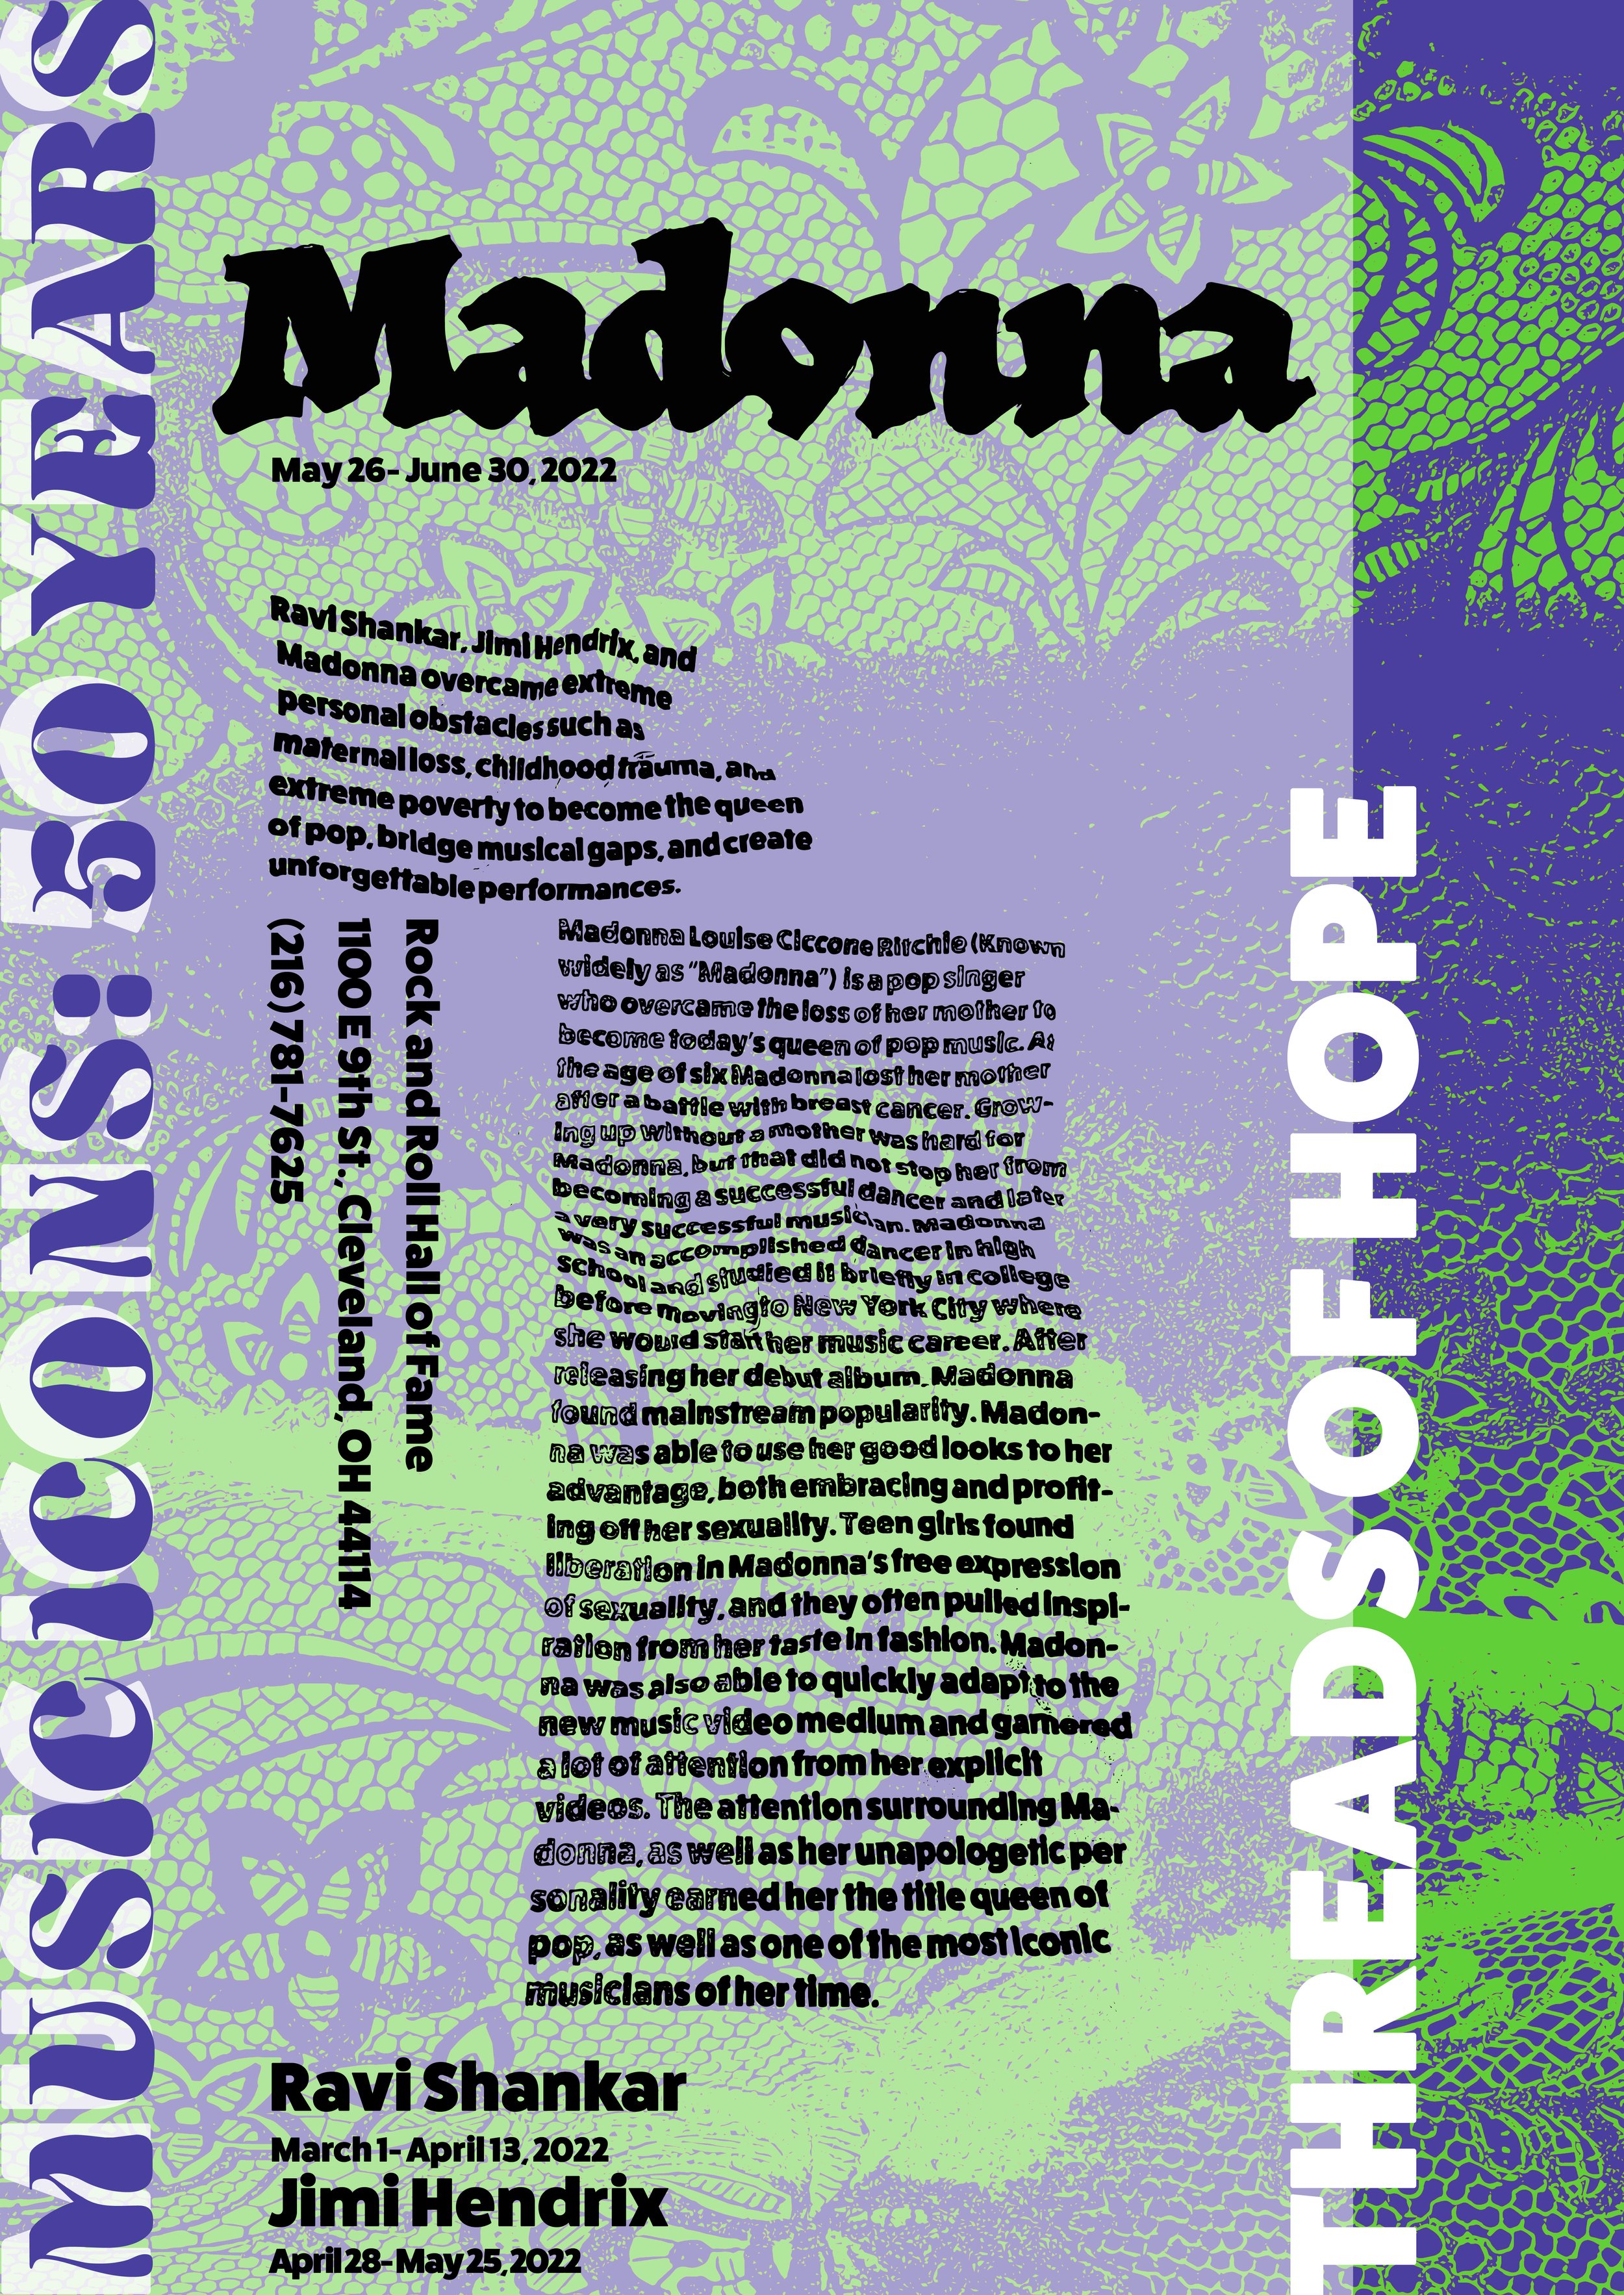 MUSIC ICONS: 50 YEARS
Madonna
May 26- June 30, 2022
Ravi Shankar, Jimi Hendrix, and
Madonna overcame extreme
personal obstacles such as
maternal loss, childhood trauma, and
extreme poverty to become the queen
of pop, bridge musical gaps, and create
unforgettable performances.
Rock and Roll Hall of Fame
1100 E 9th St., Cleveland, OH 44114
(216) 781-7625
Madonna Louise Ciccone Ritchie (Known
widely as "Madonna") is a pop singer
who overcame the loss of her mother to
become today's queen of pop music. At
the age of six Madonna lost her mother
after a battle with breast cancer. Grow-
ing up without a mother was hard for
Madonna, but that did not stop her from
becoming a successful dancer and later
a very successful musician. Madonna
was an accomplished dancer in high
school and studied it briefly in college
before moving to New York City where
she would start her music career. After
releasing her debut album, Madonna
found mainstream popularity. Madon-
na was able to use her good looks to her
advantage, both embracing and profit-
ing off her sexuality. Teen girls found
liberation in Madonna's free expression
of sexuality, and they often pulled inspi-
ration from her taste in fashion. Madon-
na was also able to quickly adapt to the
new music video medium and garnered
a lot of attention from her explicit
videos. The attention surrounding Ma-
donna, as well as her unapologetic per
sonality earned her the title queen of
pop, as well as one of the most iconic
musicians of her time.
Ravi Shankar
March 1- April 13, 2022
Jimi Hendrix
April 28- May 25, 2022
THREADS OF HOPE